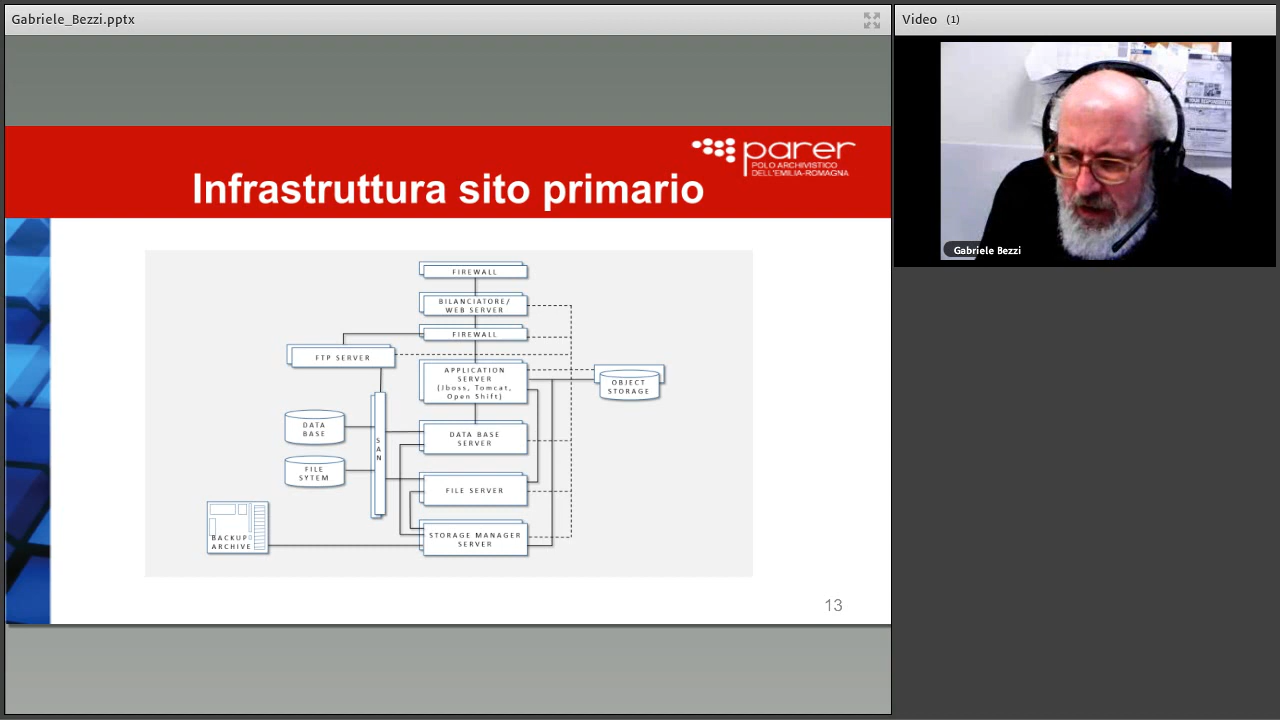 Gabriele_Bezzi.pptx
Video (1)
parer
POLO ARCHIVISTICO
DELL'EMILIA-ROMAGNA
Infrastruttura sito primario
FIREWALL
BILANCIATORE/
WEB SERVER
FIREWALL
FTP SERVER
APPLICATION
SERVER
(Jboss, Tomcat,
Open Shift)
OBJECT
STORAGE
DATA
BASE
SAN
DATA BASE
SERVER
FILE
SYTEM
FILE SERVER
BACKUP
ARCHIVE
STORAGE MANAGER
SERVER
13
Gabriele Bezzi